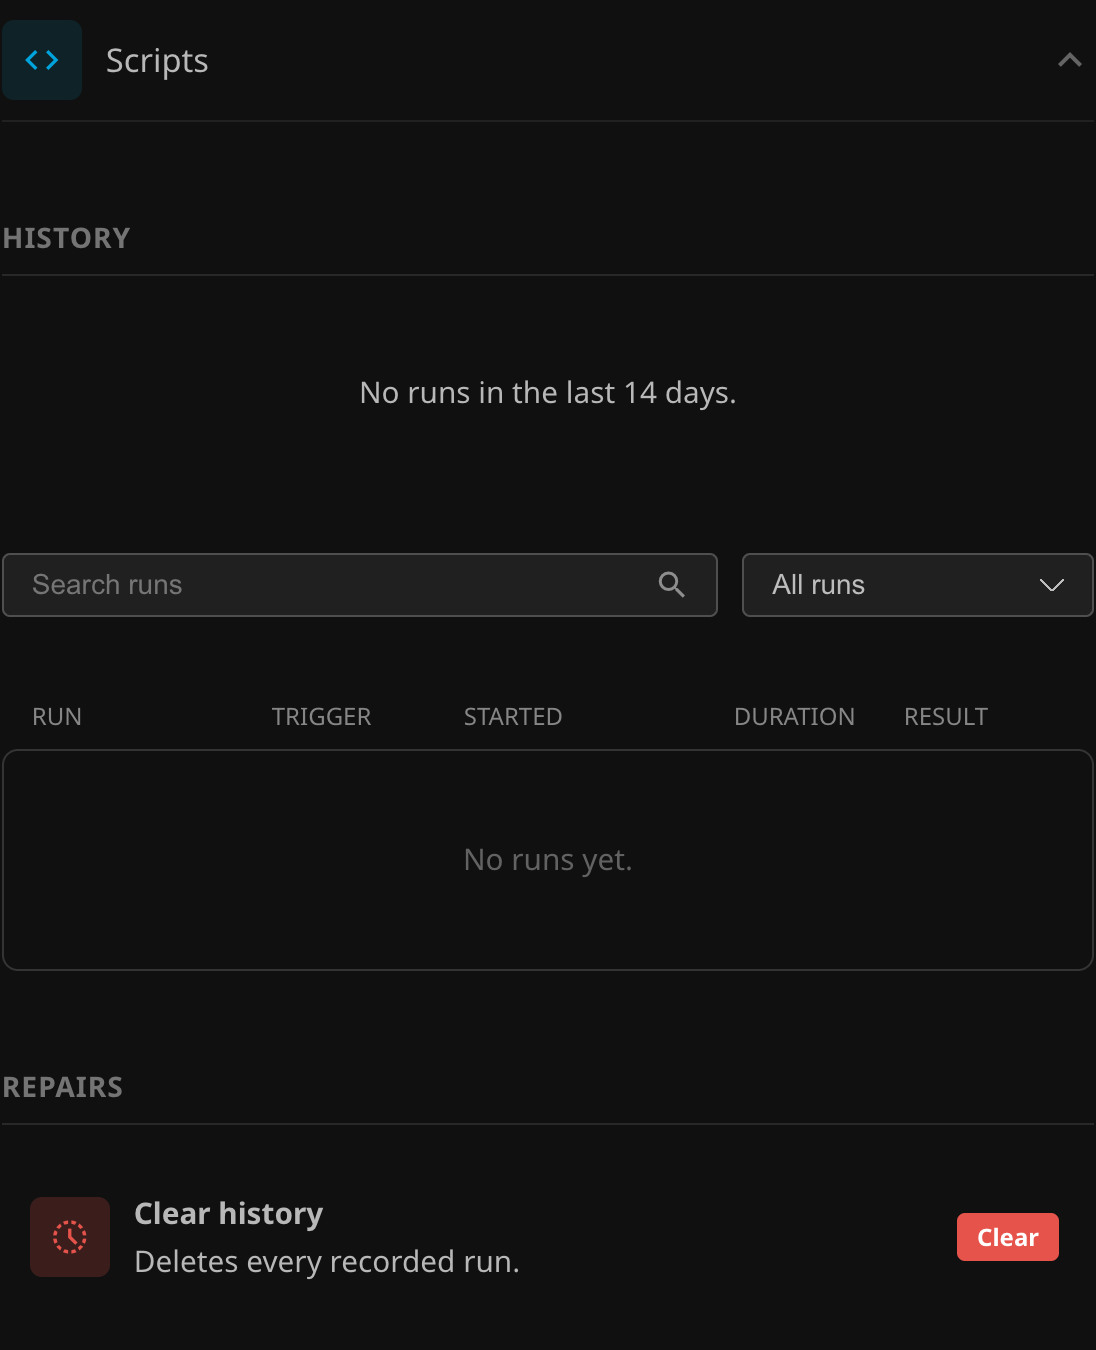 Scripts
HISTORY
No runs in the last 14 days.
Search runs
All runs
RUN TRIGGER STARTED DURATION RESULT
No runs yet.
REPAIRS
Clear history
Deletes every recorded run.
Clear